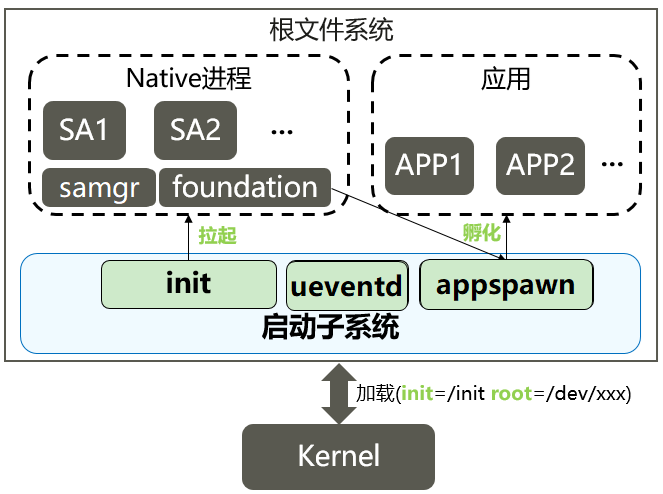 根文件系统
Native进程
应用
SA1
SA2
...
APP1
APP2
...
samgr
foundation
拉起
孵化
init
ueventd
appspawn
启动子系统
加载(init=/init root=/dev/xxx)
Kernel